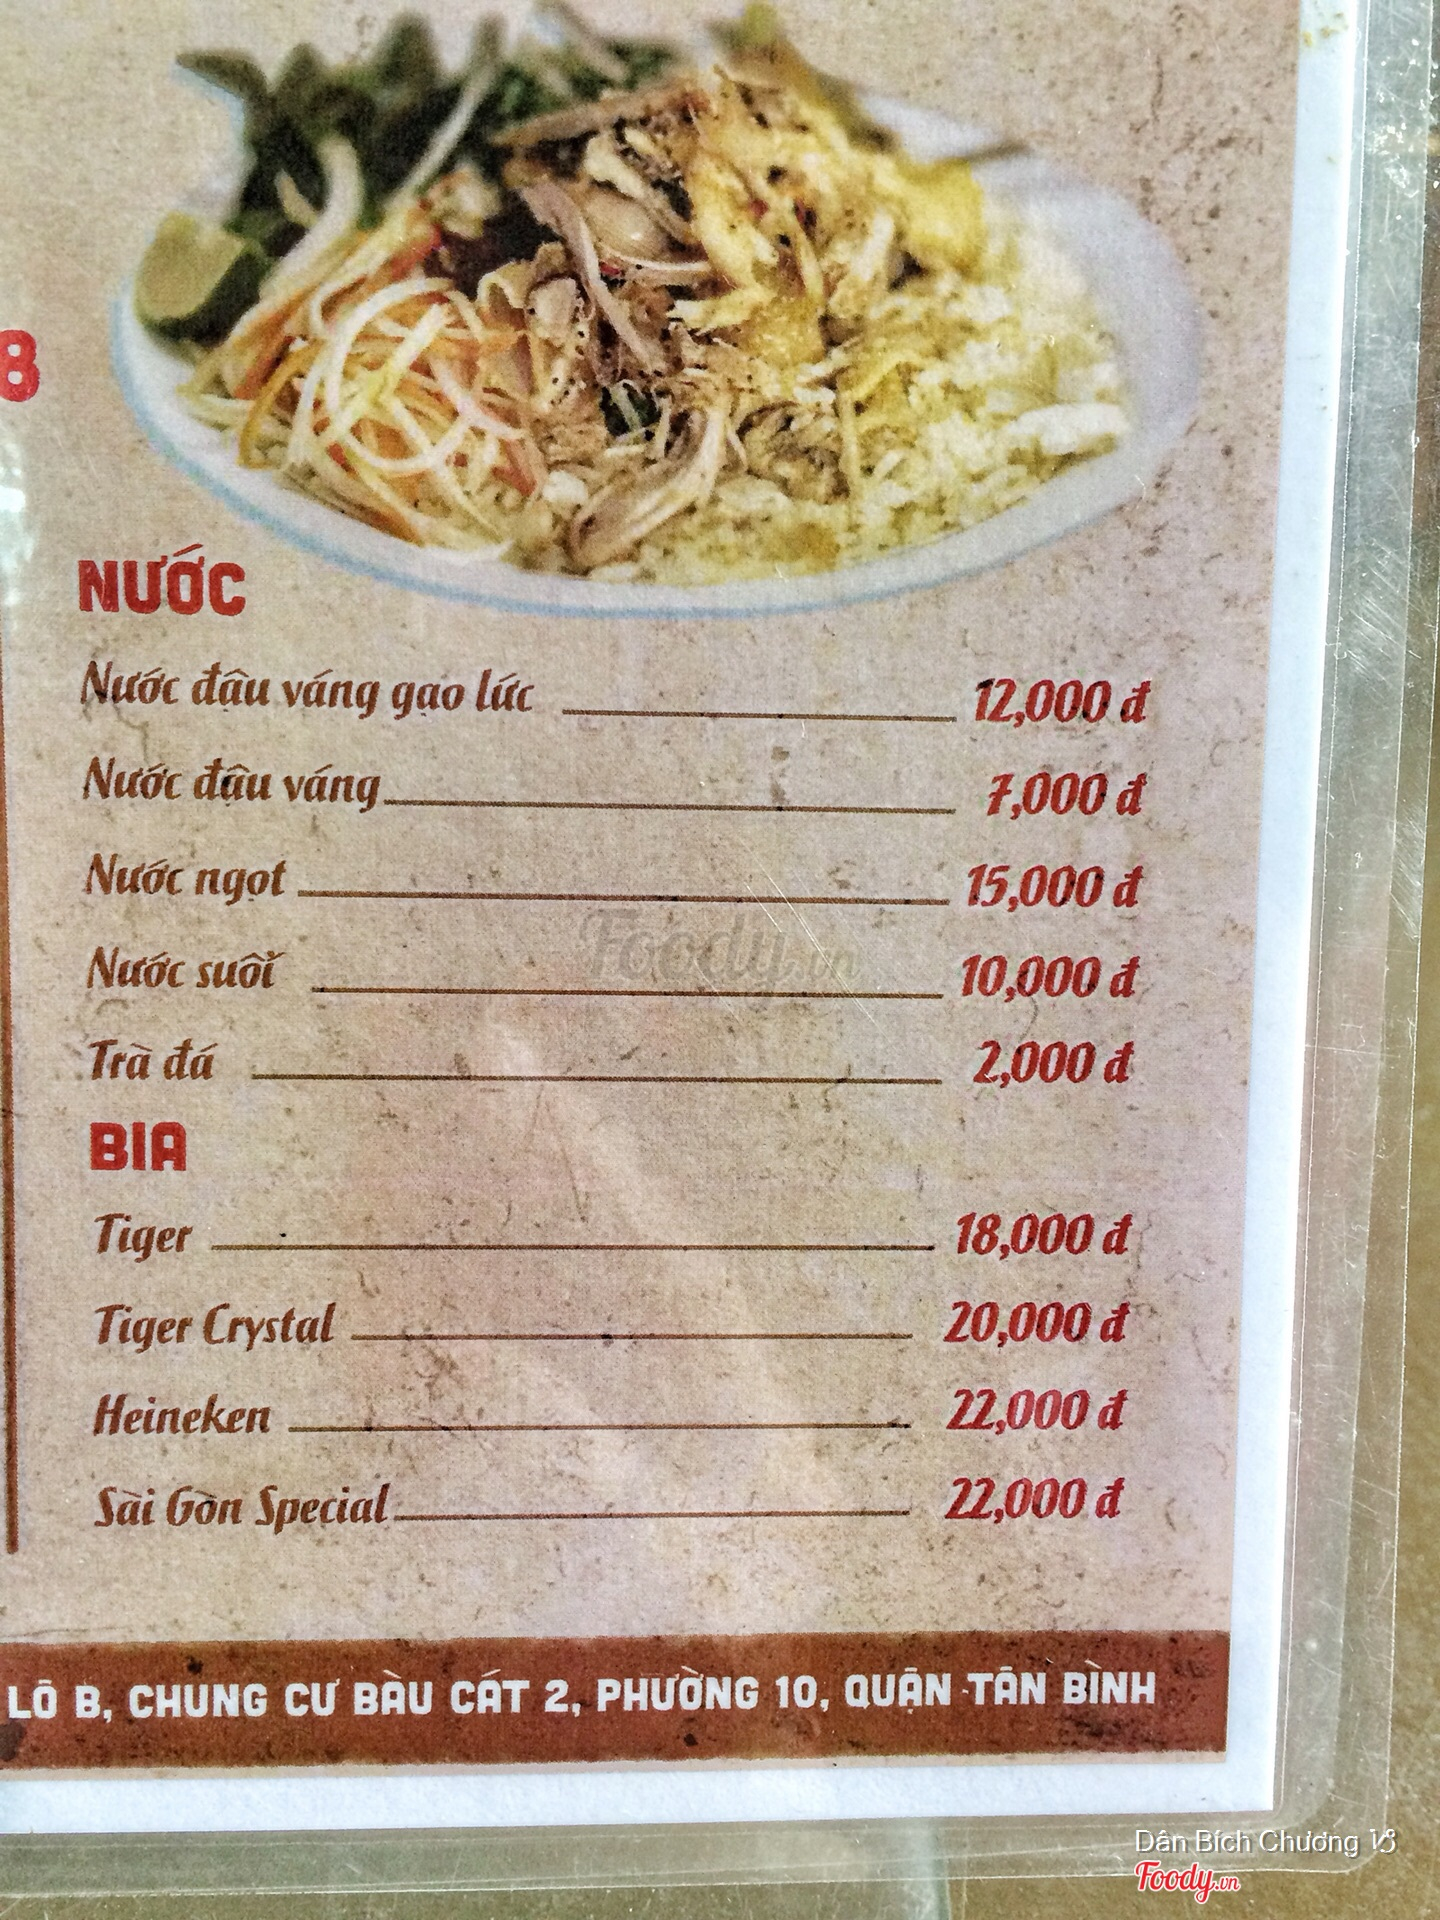 8
NƯỚC
Nước đậu váng gạo lức 12,000 đ
Nước đậu váng 7,000 đ
Nước ngọt 15,000 đ
Nước suối 10,000 đ
Trà đá 2,000 đ
BIA
Tiger 18,000 đ
Tiger Crystal 20,000 đ
Heineken 22,000 đ
Sài Gòn Special 22,000 đ
LÔ B, CHUNG CƯ BÀU CÁT 2, PHƯỜNG 10, QUẬN TÂN BÌNH
Foody.vn
Dân Bích Chương
Foody.vn